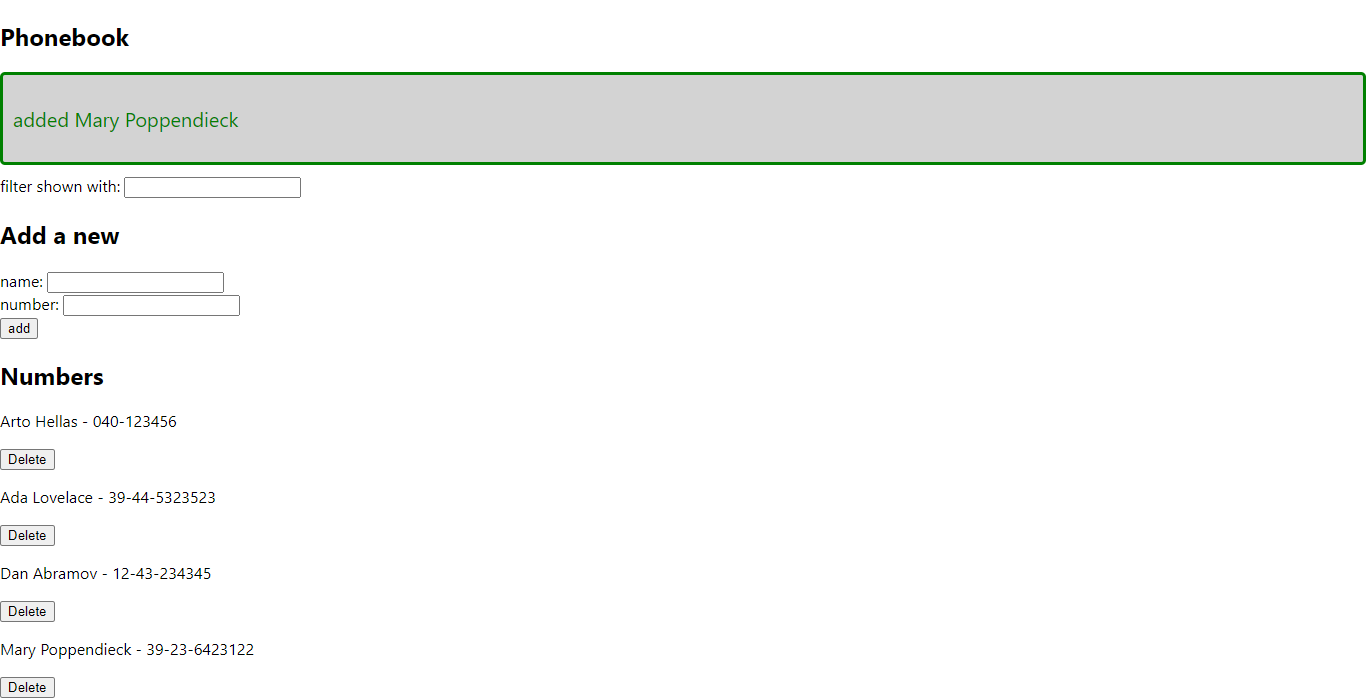 Phonebook
added Mary Poppendieck
filter shown with:
Add a new
name:
number:
add
Numbers
Arto Hellas - 040-123456
Delete
Ada Lovelace - 39-44-5323523
Delete
Dan Abramov - 12-43-234345
Delete
Mary Poppendieck - 39-23-6423122
Delete